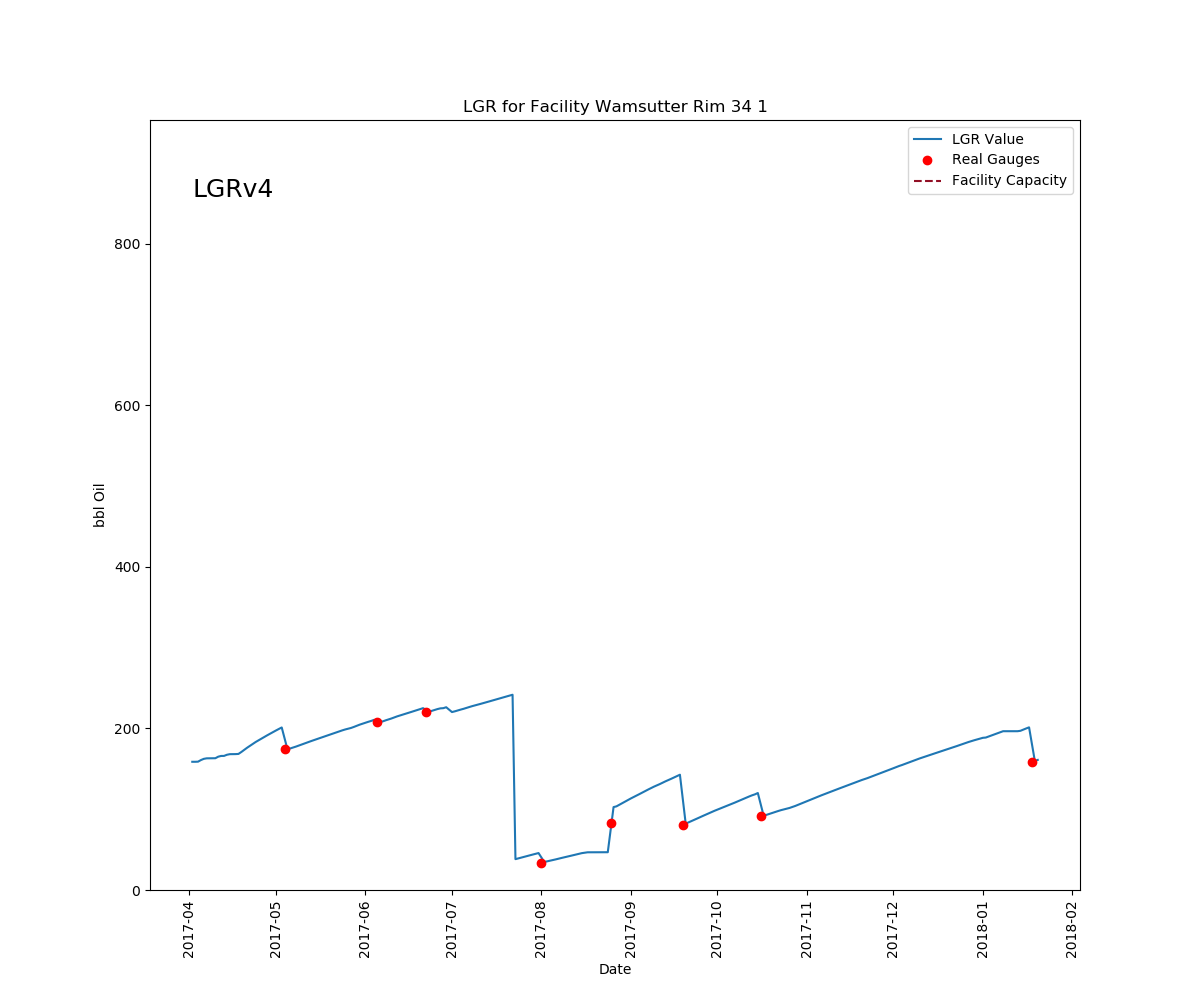 LGR for Facility Wamsutter Rim 34 1
LGR Value
Real Gauges
Facility Capacity
LGRv4
800
600
400
200
0
bbl Oil
2017-04
2017-05
2017-06
2017-07
2017-08
2017-09
2017-10
2017-11
2017-12
2018-01
2018-02
Date